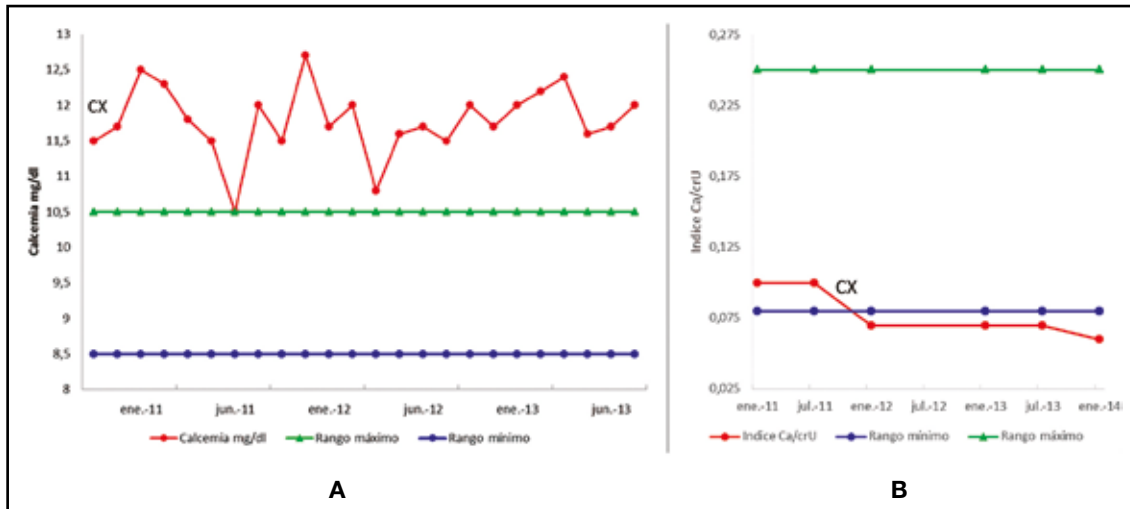 13
12,5
12
11,5
11
10,5
10
9,5
9
8,5
8
Calcemia mg/dl
CX
ene.-11 jun.-11 ene.-12 jun.-12 ene.-13 jun.-13
Calcemia mg/dl Rango máximo Rango mínimo
A
0,275
0,225
0,175
0,125
0,075
0,025
Indice Ca/crU
CX
ene.-11 jul.-11 ene.-12 jul.-12 ene.-13 jul.-13 ene.-14
Indice Ca/crU Rango mínimo Rango máximo
B